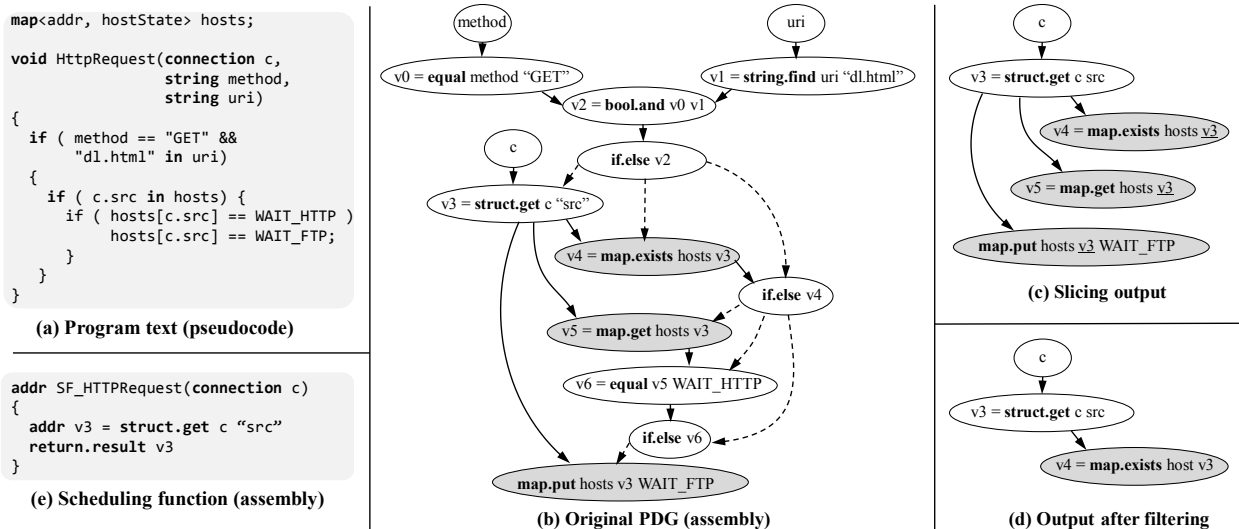 map<addr, hostState> hosts;
void HttpRequest(connection c,
string method,
string uri)
{
if ( method == "GET" &&
"dl.html" in uri)
{
if ( c.src in hosts) {
if ( hosts[c.src] == WAIT_HTTP )
hosts[c.src] == WAIT_FTP;
}
}
}
(a) Program text (pseudocode)
addr SF_HTTPRequest(connection c)
{
addr v3 = struct.get c “src”
return.result v3
}
(e) Scheduling function (assembly)
method
uri
v0 = equal method “GET”
v1 = string.find uri “dl.html”
v2 = bool.and v0 v1
c
if.else v2
v3 = struct.get c “src”
v4 = map.exists hosts v3
if.else v4
v5 = map.get hosts v3
v6 = equal v5 WAIT_HTTP
if.else v6
map.put hosts v3 WAIT_FTP
(b) Original PDG (assembly)
c
v3 = struct.get c src
v4 = map.exists hosts v3
v5 = map.get hosts v3
map.put hosts v3 WAIT_FTP
(c) Slicing output
c
v3 = struct.get c src
v4 = map.exists host v3
(d) Output after filtering